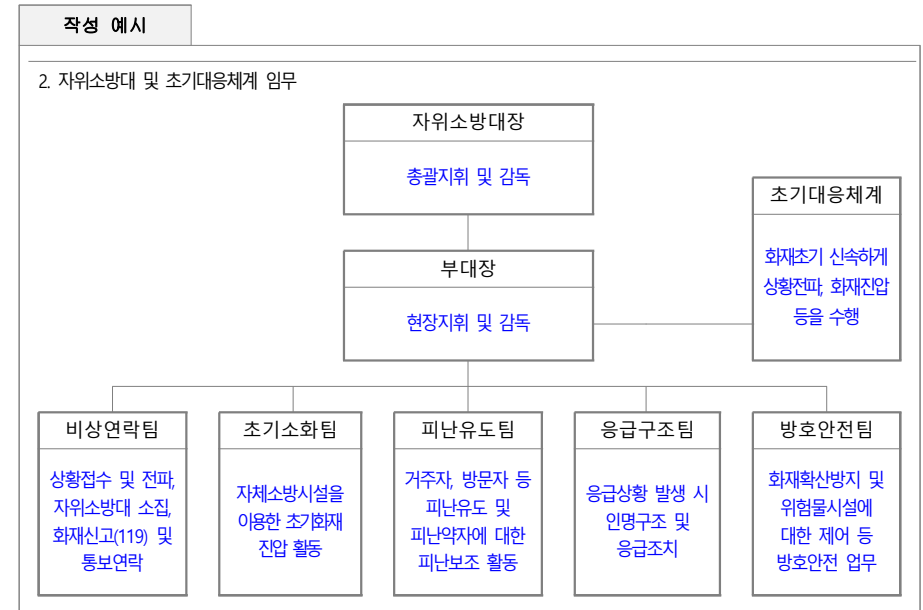 작성 예시
2. 자위소방대 및 초기대응체계 임무
자위소방대장
총괄지휘 및 감독
초기대응체계
화재초기 신속하게
상황전파, 화재진압
등을 수행
부대장
현장지휘 및 감독
비상연락팀
상황접수 및 전파,
자위소방대 소집,
화재신고(119) 및
통보연락
초기소화팀
자체소방시설을
이용한 초기화재
진압 활동
피난유도팀
거주자, 방문자 등
피난유도 및
피난약자에 대한
피난보조 활동
응급구조팀
응급상황 발생 시
인명구조 및
응급조치
방호안전팀
화재확산방지 및
위험물시설에
대한 제어 등
방호안전 업무